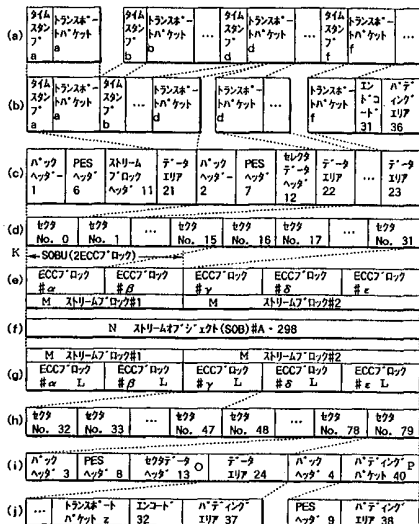 (a) タイムスタンプ a トランスポートパケット a タイムスタンプ b トランスポートパケット b … タイムスタンプ d トランスポートパケット d … タイムスタンプ f トランスポートパケット f …
(b) タイムスタンプ a トランスポートパケット a タイムスタンプ b … トランスポートパケット d トランスポートパケット d … トランスポートパケット f エンドコード 31 パディングエリア 36
(c) パックヘッダー 1 PESヘッダ 6 ストリームブロックヘッダ 11 データエリア 21 パックヘッダー 2 PESヘッダ 7 セレクタデータヘッダ 12 データエリア 22 … データエリア 23
(d) セクタ No. 0 セクタ No. 1 … セクタ No. 15 セクタ No. 16 セクタ No. 17 … セクタ No. 31
K SOBU(2ECCブロック)
(e) ECCブロック #α ECCブロック #β ECCブロック #γ ECCブロック #δ ECCブロック #ε
M ストリームブロック#1 M ストリームブロック#2
(f) N ストリームオブジェクト(SOB)#A・298
M ストリームブロック#1 M ストリームブロック#2
(g) ECCブロック #α L ECCブロック #β L ECCブロック #γ L ECCブロック #δ L ECCブロック #ε L
(h) セクタ No. 32 セクタ No. 33 … セクタ No. 47 セクタ No. 48 … セクタ No. 78 セクタ No. 79
(i) パックヘッダ 3 PESヘッダ 8 セクタデータヘッダ 13 O データエリア 24 パックヘッダ 4 パディングパケット 40 P
(j) … トランスポートパケット z エンコード 32 パディングエリア 37 PESヘッダ 9 パディングエリア 38